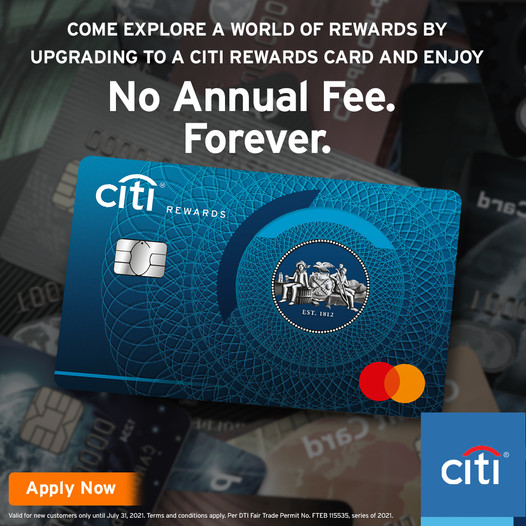 COME EXPLORE A WORLD OF REWARDS BY
UPGRADING TO A CITI REWARDS CARD AND ENJOY
No Annual Fee.
Forever.
citi®
REWARDS
EST. 1812
citi®
Apply Now
Valid for new customers only until July 31, 2021. Terms and conditions apply. Per DTI Fair Trade Permit No. FTEB 115535, series of 2021.